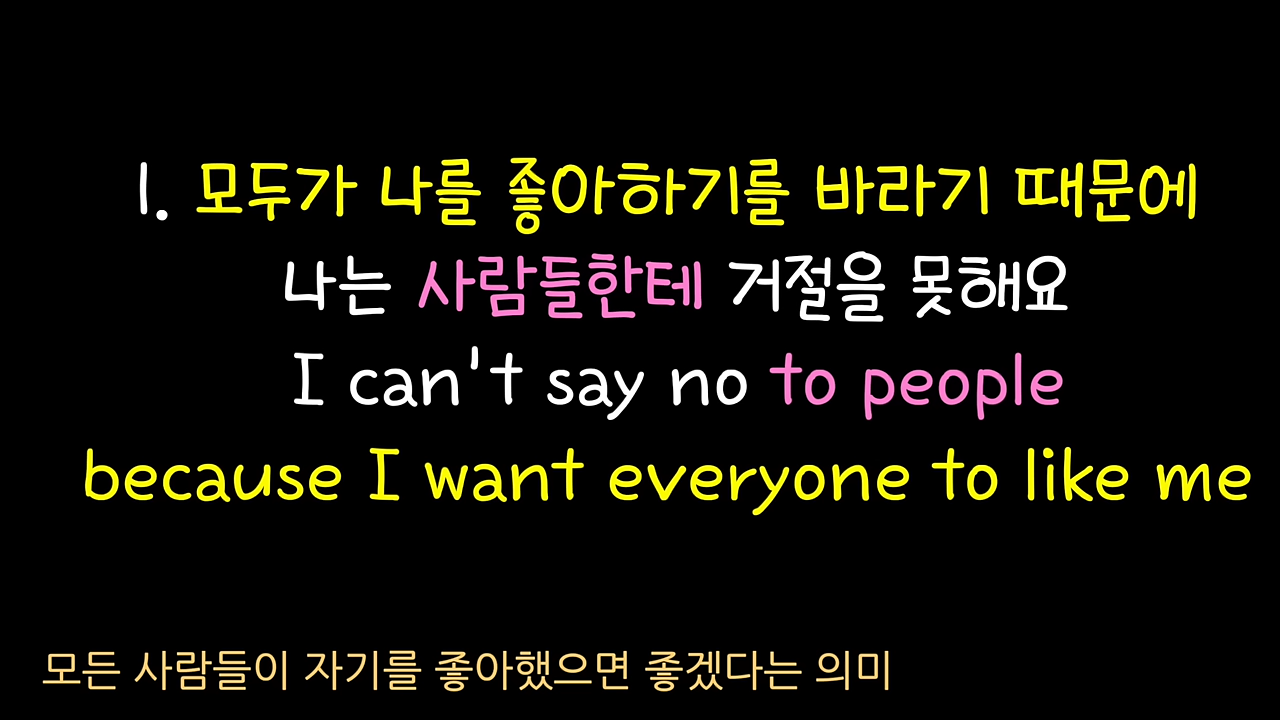 1. 모두가 나를 좋아하기를 바라기 때문에
나는 사람들한테 거절을 못해요
I can't say no to people
because I want everyone to like me
모든 사람들이 자기를 좋아했으면 좋겠다는 의미